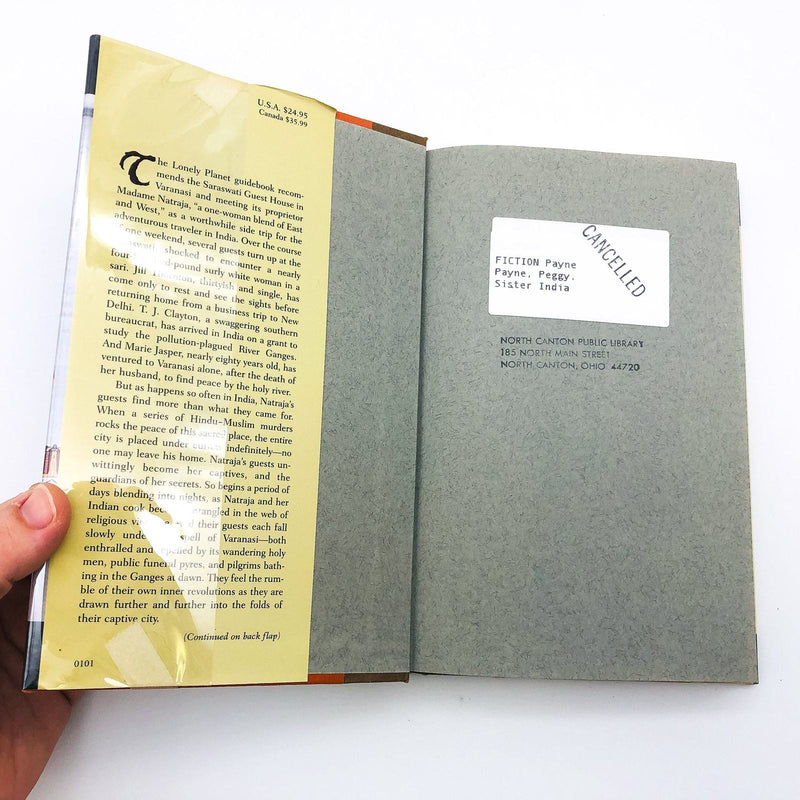 U.S.A. $24.95
Canada $35.99
The Lonely Planet guidebook recom-
mends the Saraswati Guest House in
Varanasi and meeting its proprietor
Madame Natraja, "a one-woman blend of East
and West," as a worthwhile side trip for the
adventurous traveler in India. Over the course
of one weekend, several guests turn up at the
shocked to encounter a nearly
four pound surly white woman in a
sari. Jill thirtyish and single, has
come only to rest and see the sights before
returning home from a business trip to New
Delhi. T. J. Clayton, a swaggering southern
bureaucrat, has arrived in India on a grant to
study the pollution-plagued River Ganges.
And Marie Jasper, nearly eighty years old, has
ventured to Varanasi alone, after the death of
her husband, to find peace by the holy river.
But as happens so often in India, Natraja's
guests find more than what they came for.
When a series of Hindu-Muslim murders
rocks the peace of this sacred place, the entire
city is placed under curfew indefinitely—no
one may leave his home. Natraja's guests un-
wittingly become her captives, and the
guardians of her secrets. So begins a period of
days blending into nights, as Natraja and her
Indian cook in the web of
religious their guests each fall
slowly spell of Varanasi—both
enthralled and by its wandering holy
men, public funeral pyres, and pilgrims bath-
ing in the Ganges at dawn. They feel the rum-
ble of their own inner revolutions as they are
drawn further and further into the folds of
their captive city.
(Continued on back flap)
0101
CANCELLED
FICTION Payne
Payne, Peggy.
Sister India
NORTH CANTON PUBLIC LIBRARY
185 NORTH MAIN STREET
NORTH CANTON, OHIO 44720